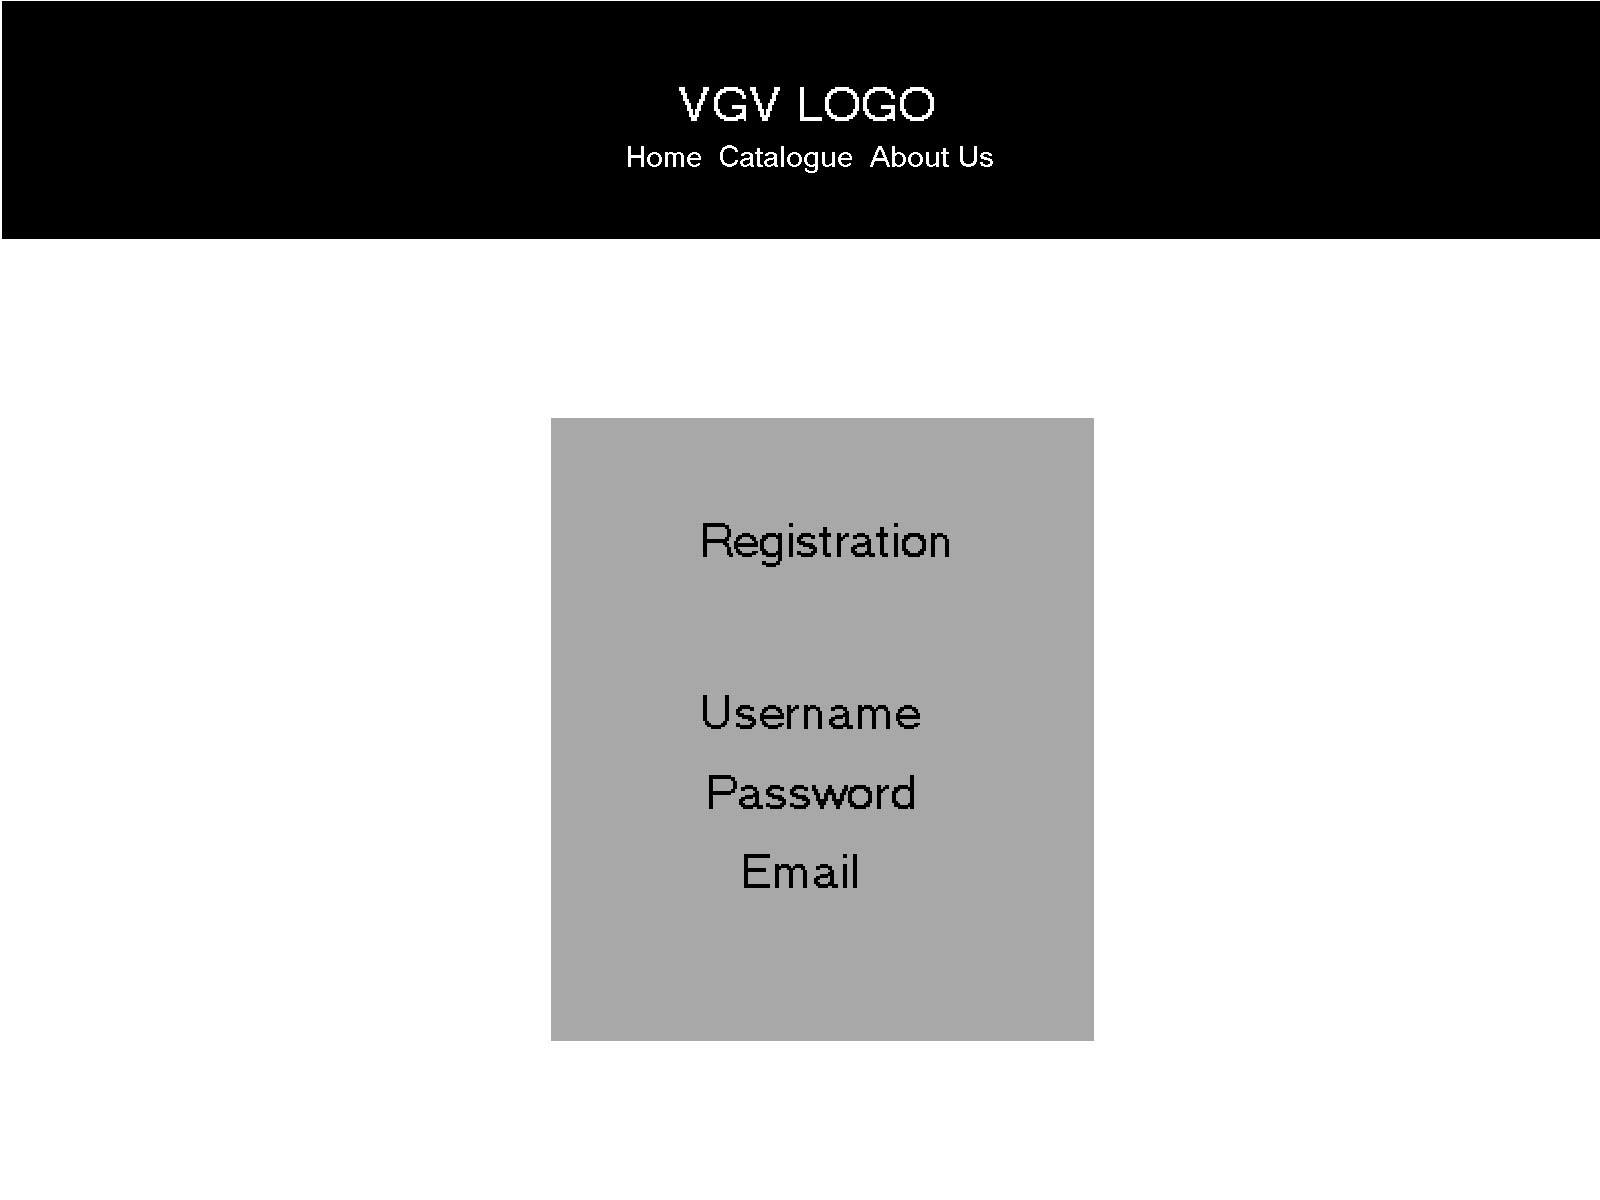 VGV LOGO
Home Catalogue About Us
Registration
Username
Password
Email